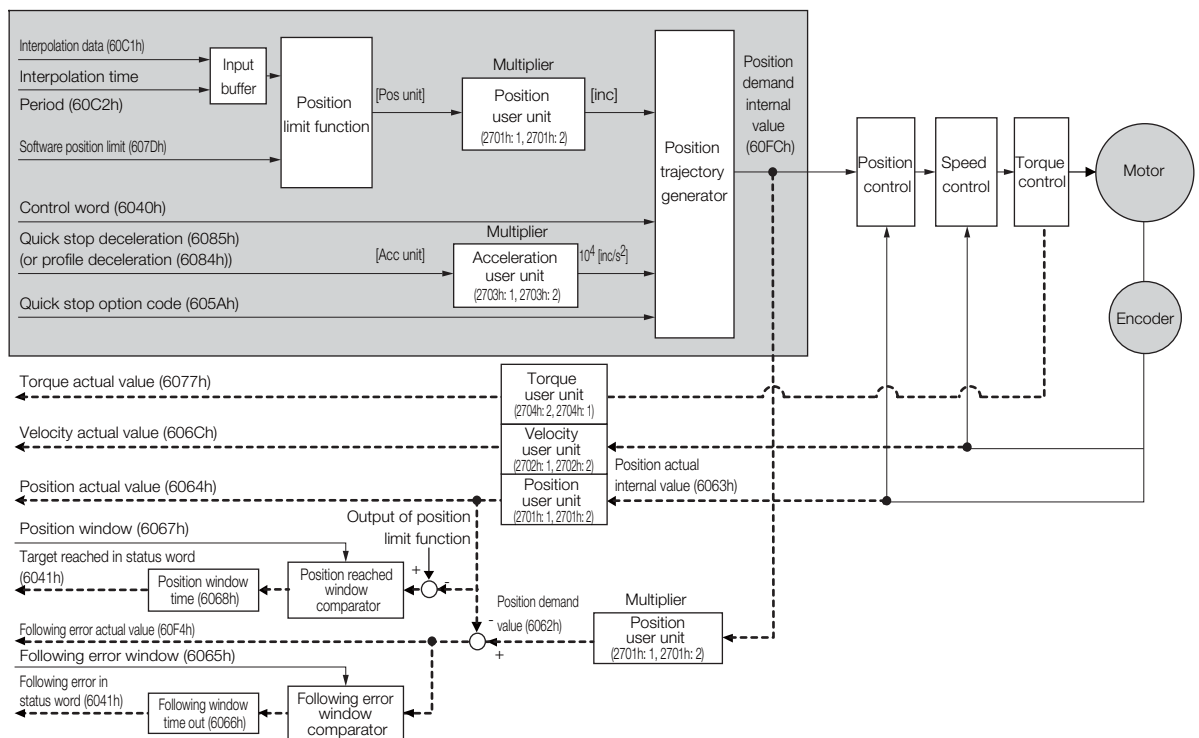 Interpolation data (60C1h)
Interpolation time
Period (60C2h)
Input
buffer
Software position limit (607Dh)
Position
limit function
[Pos unit]
Multiplier
Position
user unit
(2701h: 1, 2701h: 2)
[inc]
Position
demand
internal
value
(60FCh)
Position
trajectory
generator
Control word (6040h)
Quick stop deceleration (6085h)
(or profile deceleration (6084h))
[Acc unit]
Multiplier
Acceleration
user unit
(2703h: 1, 2703h: 2)
10⁴ [inc/s²]
Quick stop option code (605Ah)
Position
control
Speed
control
Torque
control
Motor
Encoder
Torque actual value (6077h)
Torque
user unit
(2704h: 2, 2704h: 1)
Velocity actual value (606Ch)
Velocity
user unit
(2702h: 1, 2702h: 2)
Position actual value (6064h)
Position
user unit
(2701h: 1, 2701h: 2)
Position actual
internal value (6063h)
Position window (6067h)
Output of position
limit function
Target reached in status word
(6041h)
Position window
time (6068h)
Position reached
window
comparator
+
-
Following error actual value (60F4h)
-
+
Position demand
value (6062h)
Multiplier
Position
user unit
(2701h: 1, 2701h: 2)
Following error window (6065h)
Following error in
status word (6041h)
Following window
time out (6066h)
Following error
window
comparator